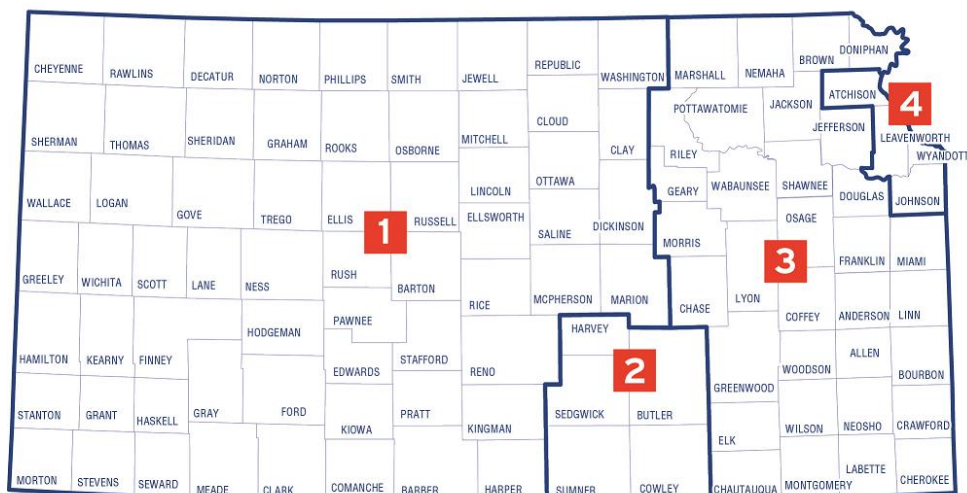 CHEYENNE
RAWLINS
DECATUR
NORTON
PHILLIPS
SMITH
JEWELL
REPUBLIC
WASHINGTON
MARSHALL
NEMAHA
BROWN
DONIPHAN
CLOUD
POTTAWATOMIE
JACKSON
ATCHISON
4
SHERMAN
THOMAS
SHERIDAN
GRAHAM
ROOKS
OSBORNE
MITCHELL
CLAY
RILEY
JEFFERSON
LEAVENWORTH
WYANDOTT
WALLACE
LOGAN
GOVE
TREGO
ELLIS
1
RUSSELL
LINCOLN
OTTAWA
ELLSWORTH
SALINE
DICKINSON
GEARY
WABAUNSEE
SHAWNEE
DOUGLAS
JOHNSON
OSAGE
MORRIS
3
FRANKLIN
MIAMI
GREELEY
WICHITA
SCOTT
LANE
NESS
RUSH
BARTON
RICE
MCPHERSON
MARION
CHASE
LYON
COFFEY
ANDERSON
LINN
HAMILTON
KEARNY
FINNEY
HODGEMAN
PAWNEE
EDWARDS
STAFFORD
RENO
HARVEY
2
GREENWOOD
WOODSON
ALLEN
BOURBON
STANTON
GRANT
HASKELL
GRAY
FORD
KIOWA
PRATT
KINGMAN
SEDGWICK
BUTLER
ELK
WILSON
NEOSHO
CRAWFORD
MORTON
STEVENS
SEWARD
MEADE
CLARK
COMANCHE
BARBER
HARPER
SUMNER
COWLEY
CHAUTAUQUA
MONTGOMERY
LABETTE
CHEROKEE